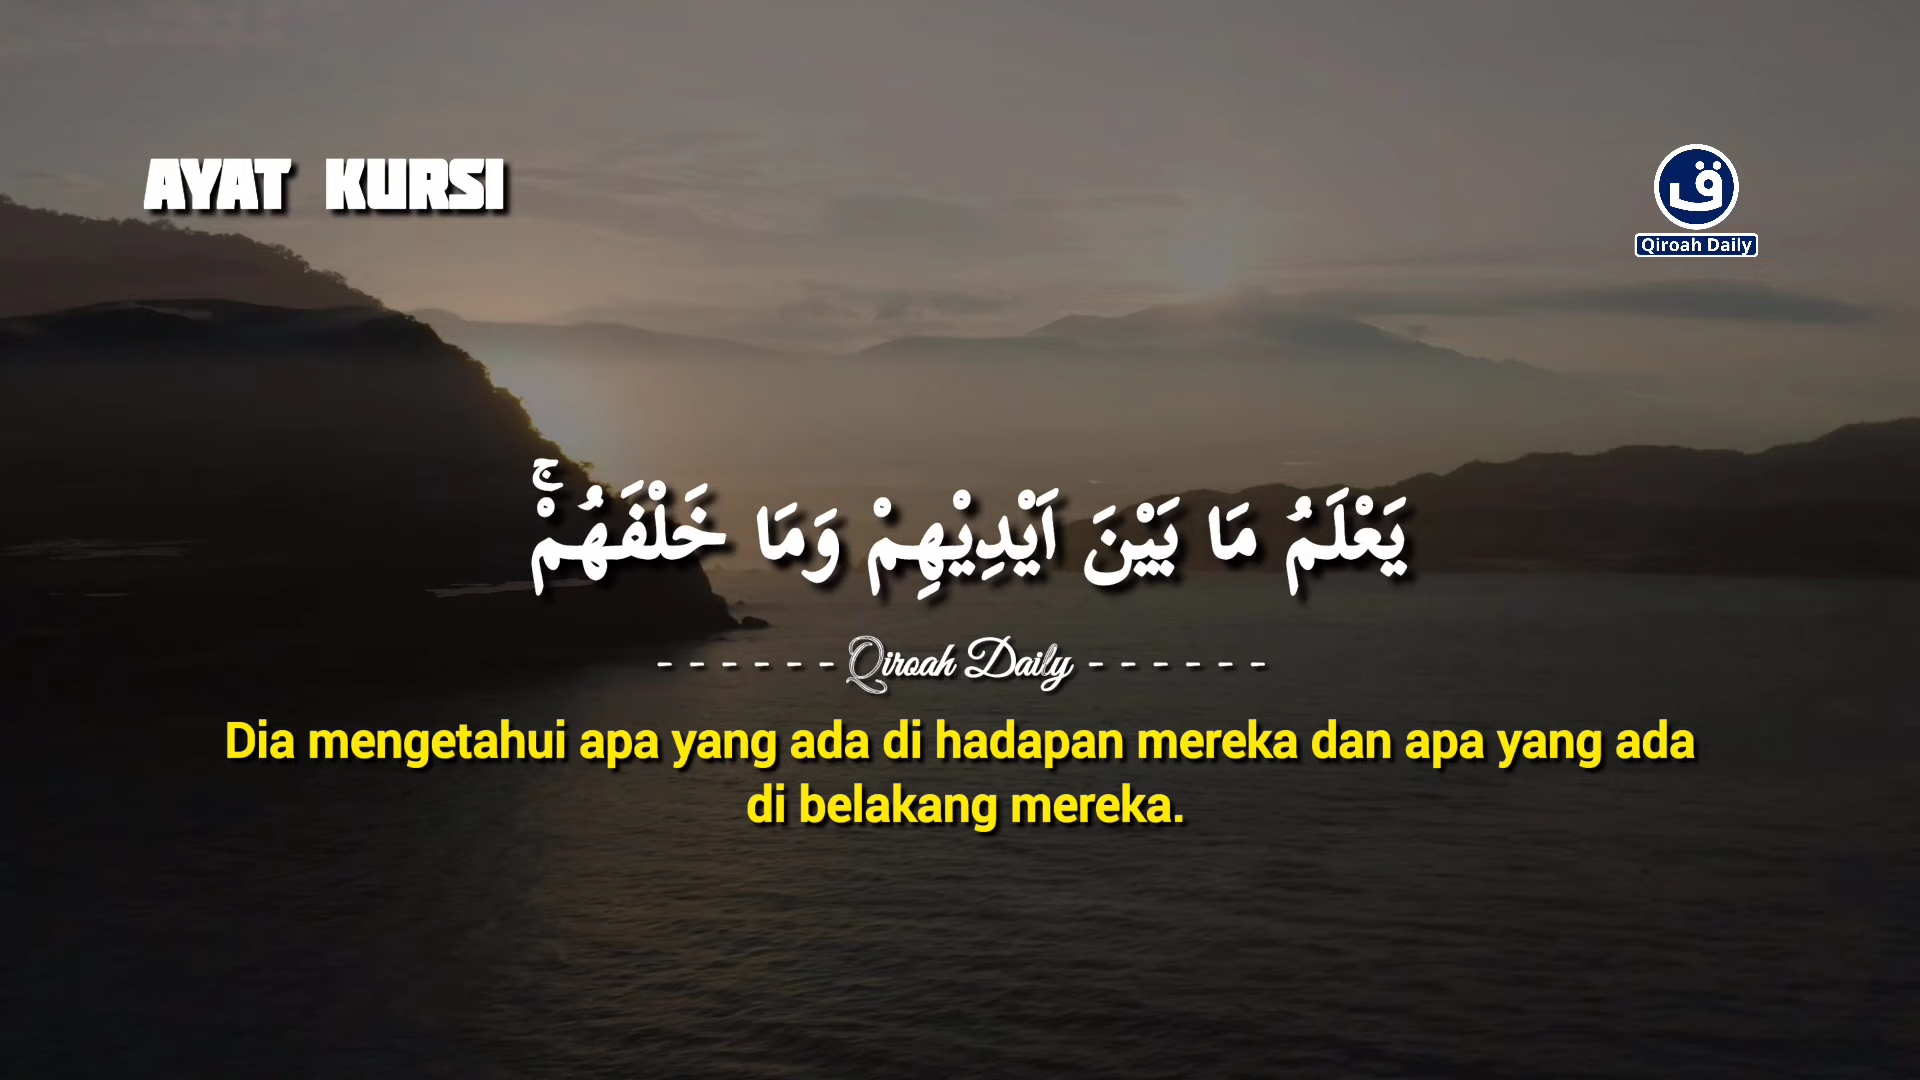 AYAT KURSI
ق
Qiroah Daily
يَعْلَمُ مَا بَيْنَ اَيْدِيْهِمْ وَمَا خَلْفَهُمْۚ
------Qiroah Daily------
Dia mengetahui apa yang ada di hadapan mereka dan apa yang ada
di belakang mereka.